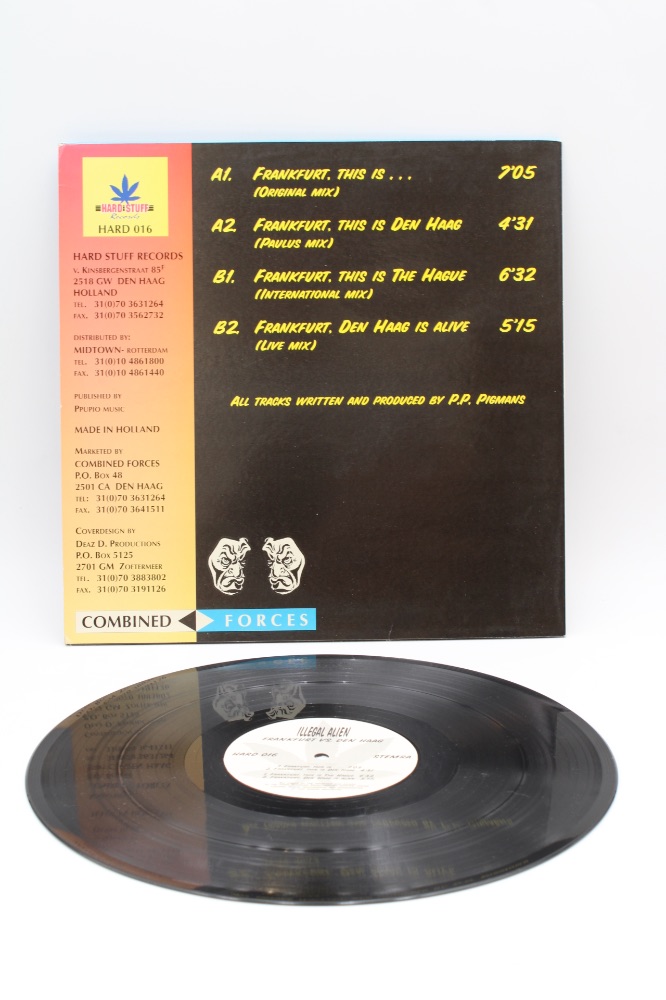 HARD STUFF
Records
HARD 016
HARD STUFF RECORDS
v. Kinsbergenstraat 85F
2518 GW DEN HAAG
HOLLAND
TEL. 31(0)70 3631264
FAX. 31(0)70 3562732
DISTRIBUTED BY:
MIDTOWN- ROTTERDAM
TEL. 31(0)10 4861800
FAX. 31(0)10 4861440
PUBLISHED BY
PPUPIO MUSIC
MADE IN HOLLAND
MARKETED BY
COMBINED FORCES
P.O. BOX 48
2501 CA DEN HAAG
TEL: 31(0)70 3631264
FAX. 31(0)70 3641511
COVERDESIGN BY
DEAZ D. PRODUCTIONS
P.O. BOX 5125
2701 GM ZOETERMEER
TEL. 31(0)70 3883802
FAX. 31(0)70 3191126
COMBINED FORCES
A1. FRANKFURT, THIS IS . . . 7'05
(ORIGINAL MIX)
A2. FRANKFURT, THIS IS DEN HAAG 4'31
(PAULUS MIX)
B1. FRANKFURT, THIS IS THE HAGUE 6'32
(INTERNATIONAL MIX)
B2. FRANKFURT, DEN HAAG IS ALIVE 5'15
(LIVE MIX)
ALL TRACKS WRITTEN AND PRODUCED BY P.P. PIGMANS
ILLEGAL ALIEN
FRANKFURT VS. DEN HAAG
HARD 016 STEREO